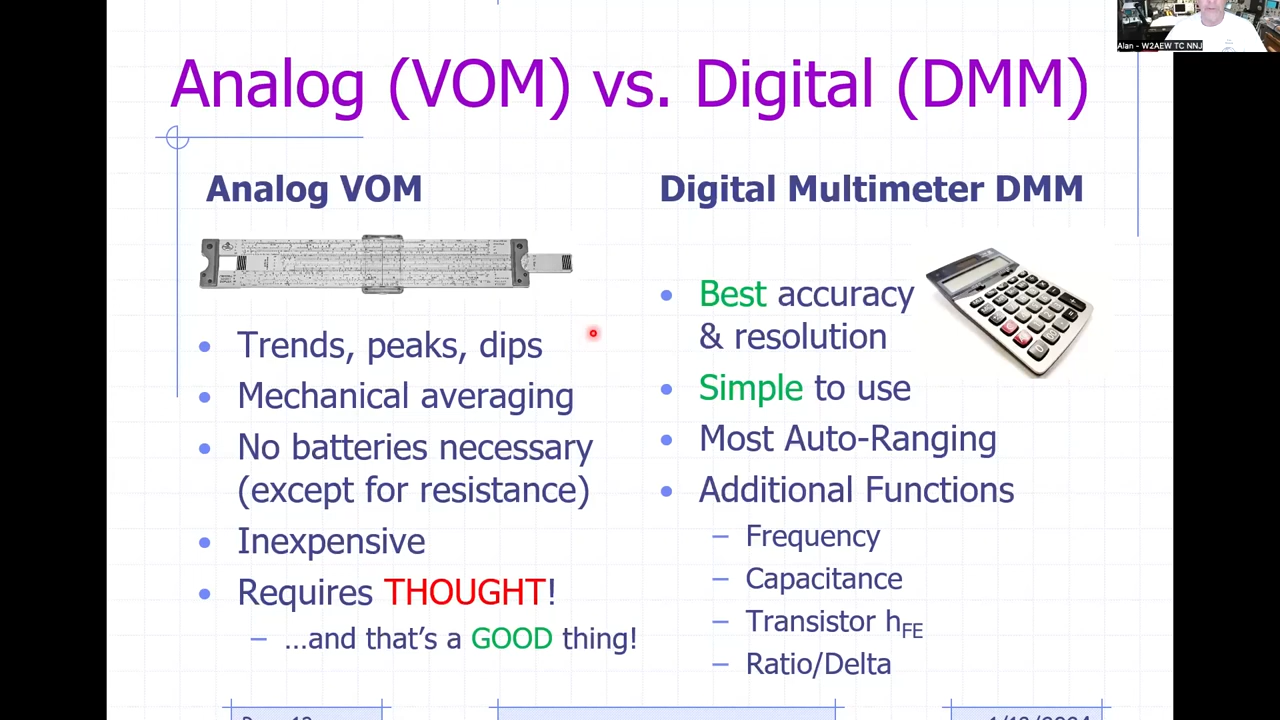 Alan - W2AEW TC NNJ
Analog (VOM) vs. Digital (DMM)
Analog VOM
• Trends, peaks, dips
• Mechanical averaging
• No batteries necessary
(except for resistance)
• Inexpensive
• Requires THOUGHT!
– …and that's a GOOD thing!
Digital Multimeter DMM
• Best accuracy
& resolution
• Simple to use
• Most Auto-Ranging
• Additional Functions
– Frequency
– Capacitance
– Transistor hFE
– Ratio/Delta